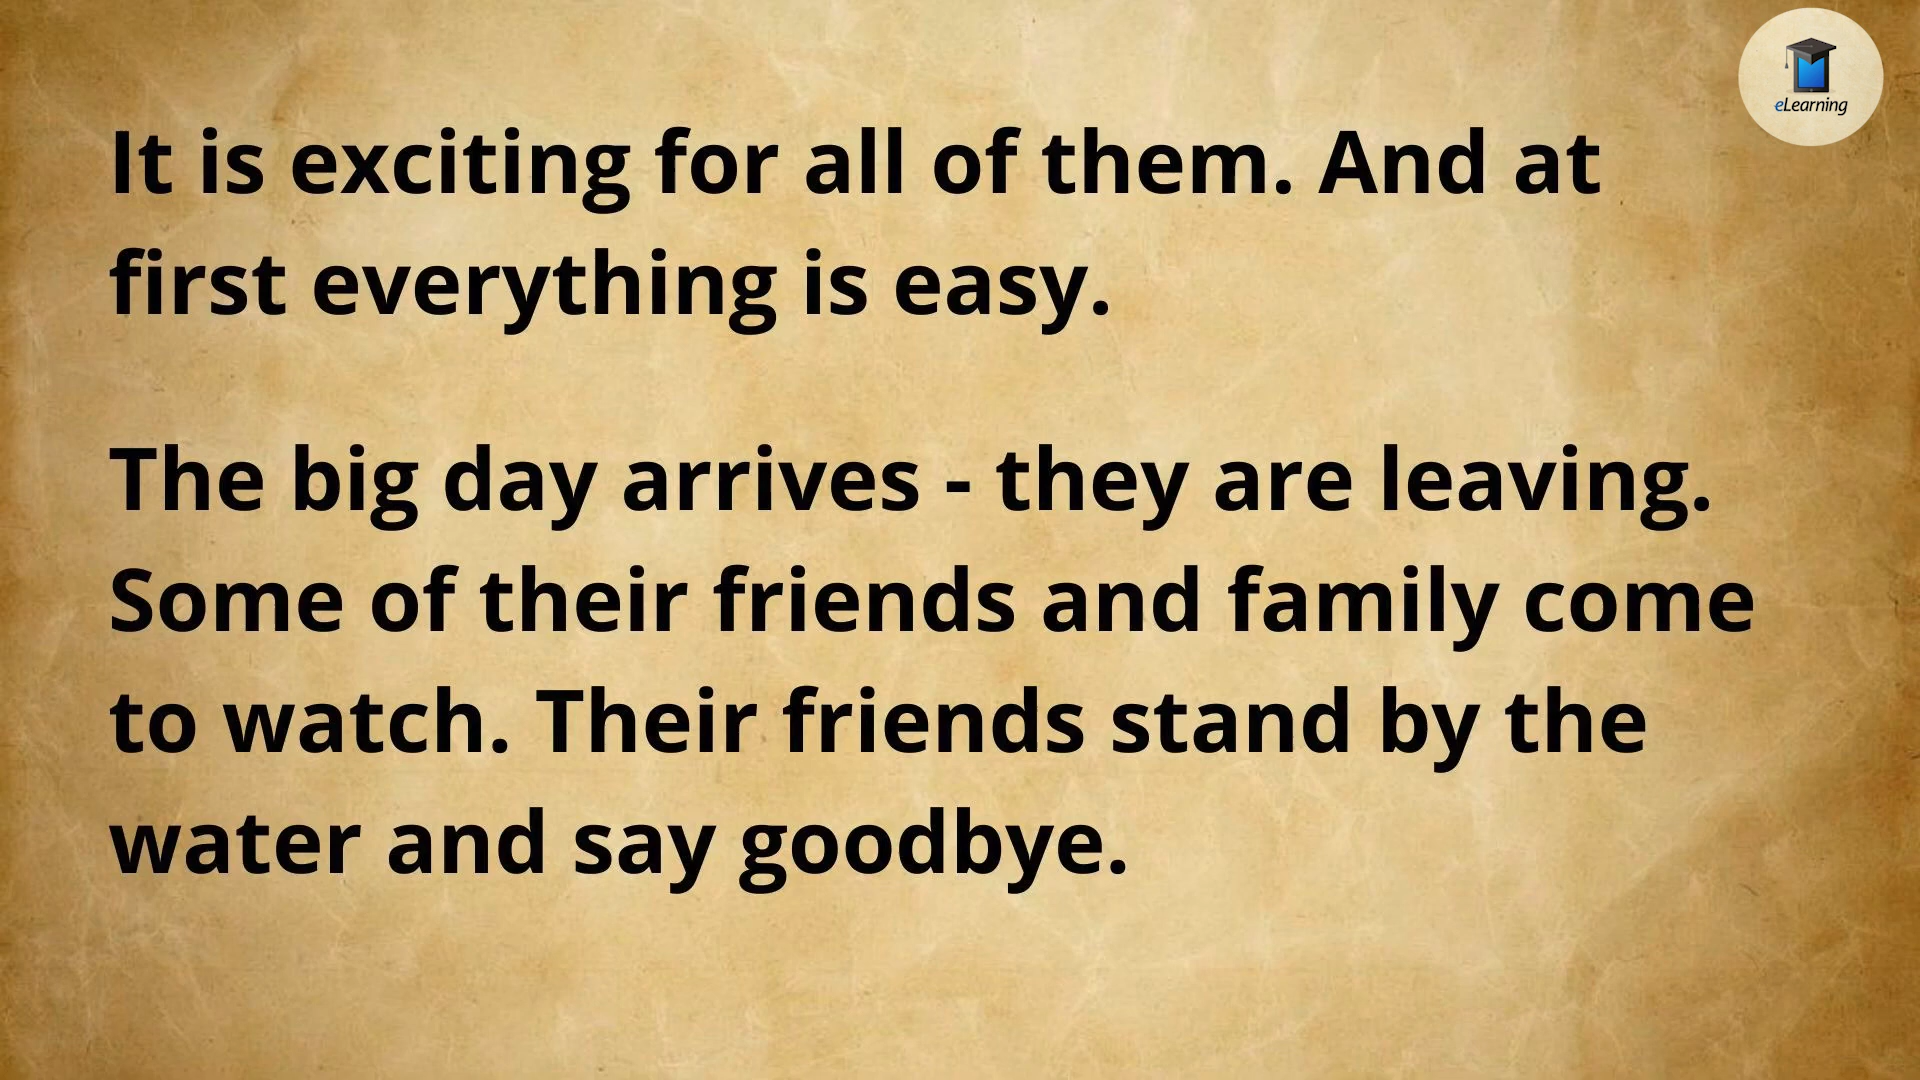 eLearning
It is exciting for all of them. And at
first everything is easy.
The big day arrives - they are leaving.
Some of their friends and family come
to watch. Their friends stand by the
water and say goodbye.